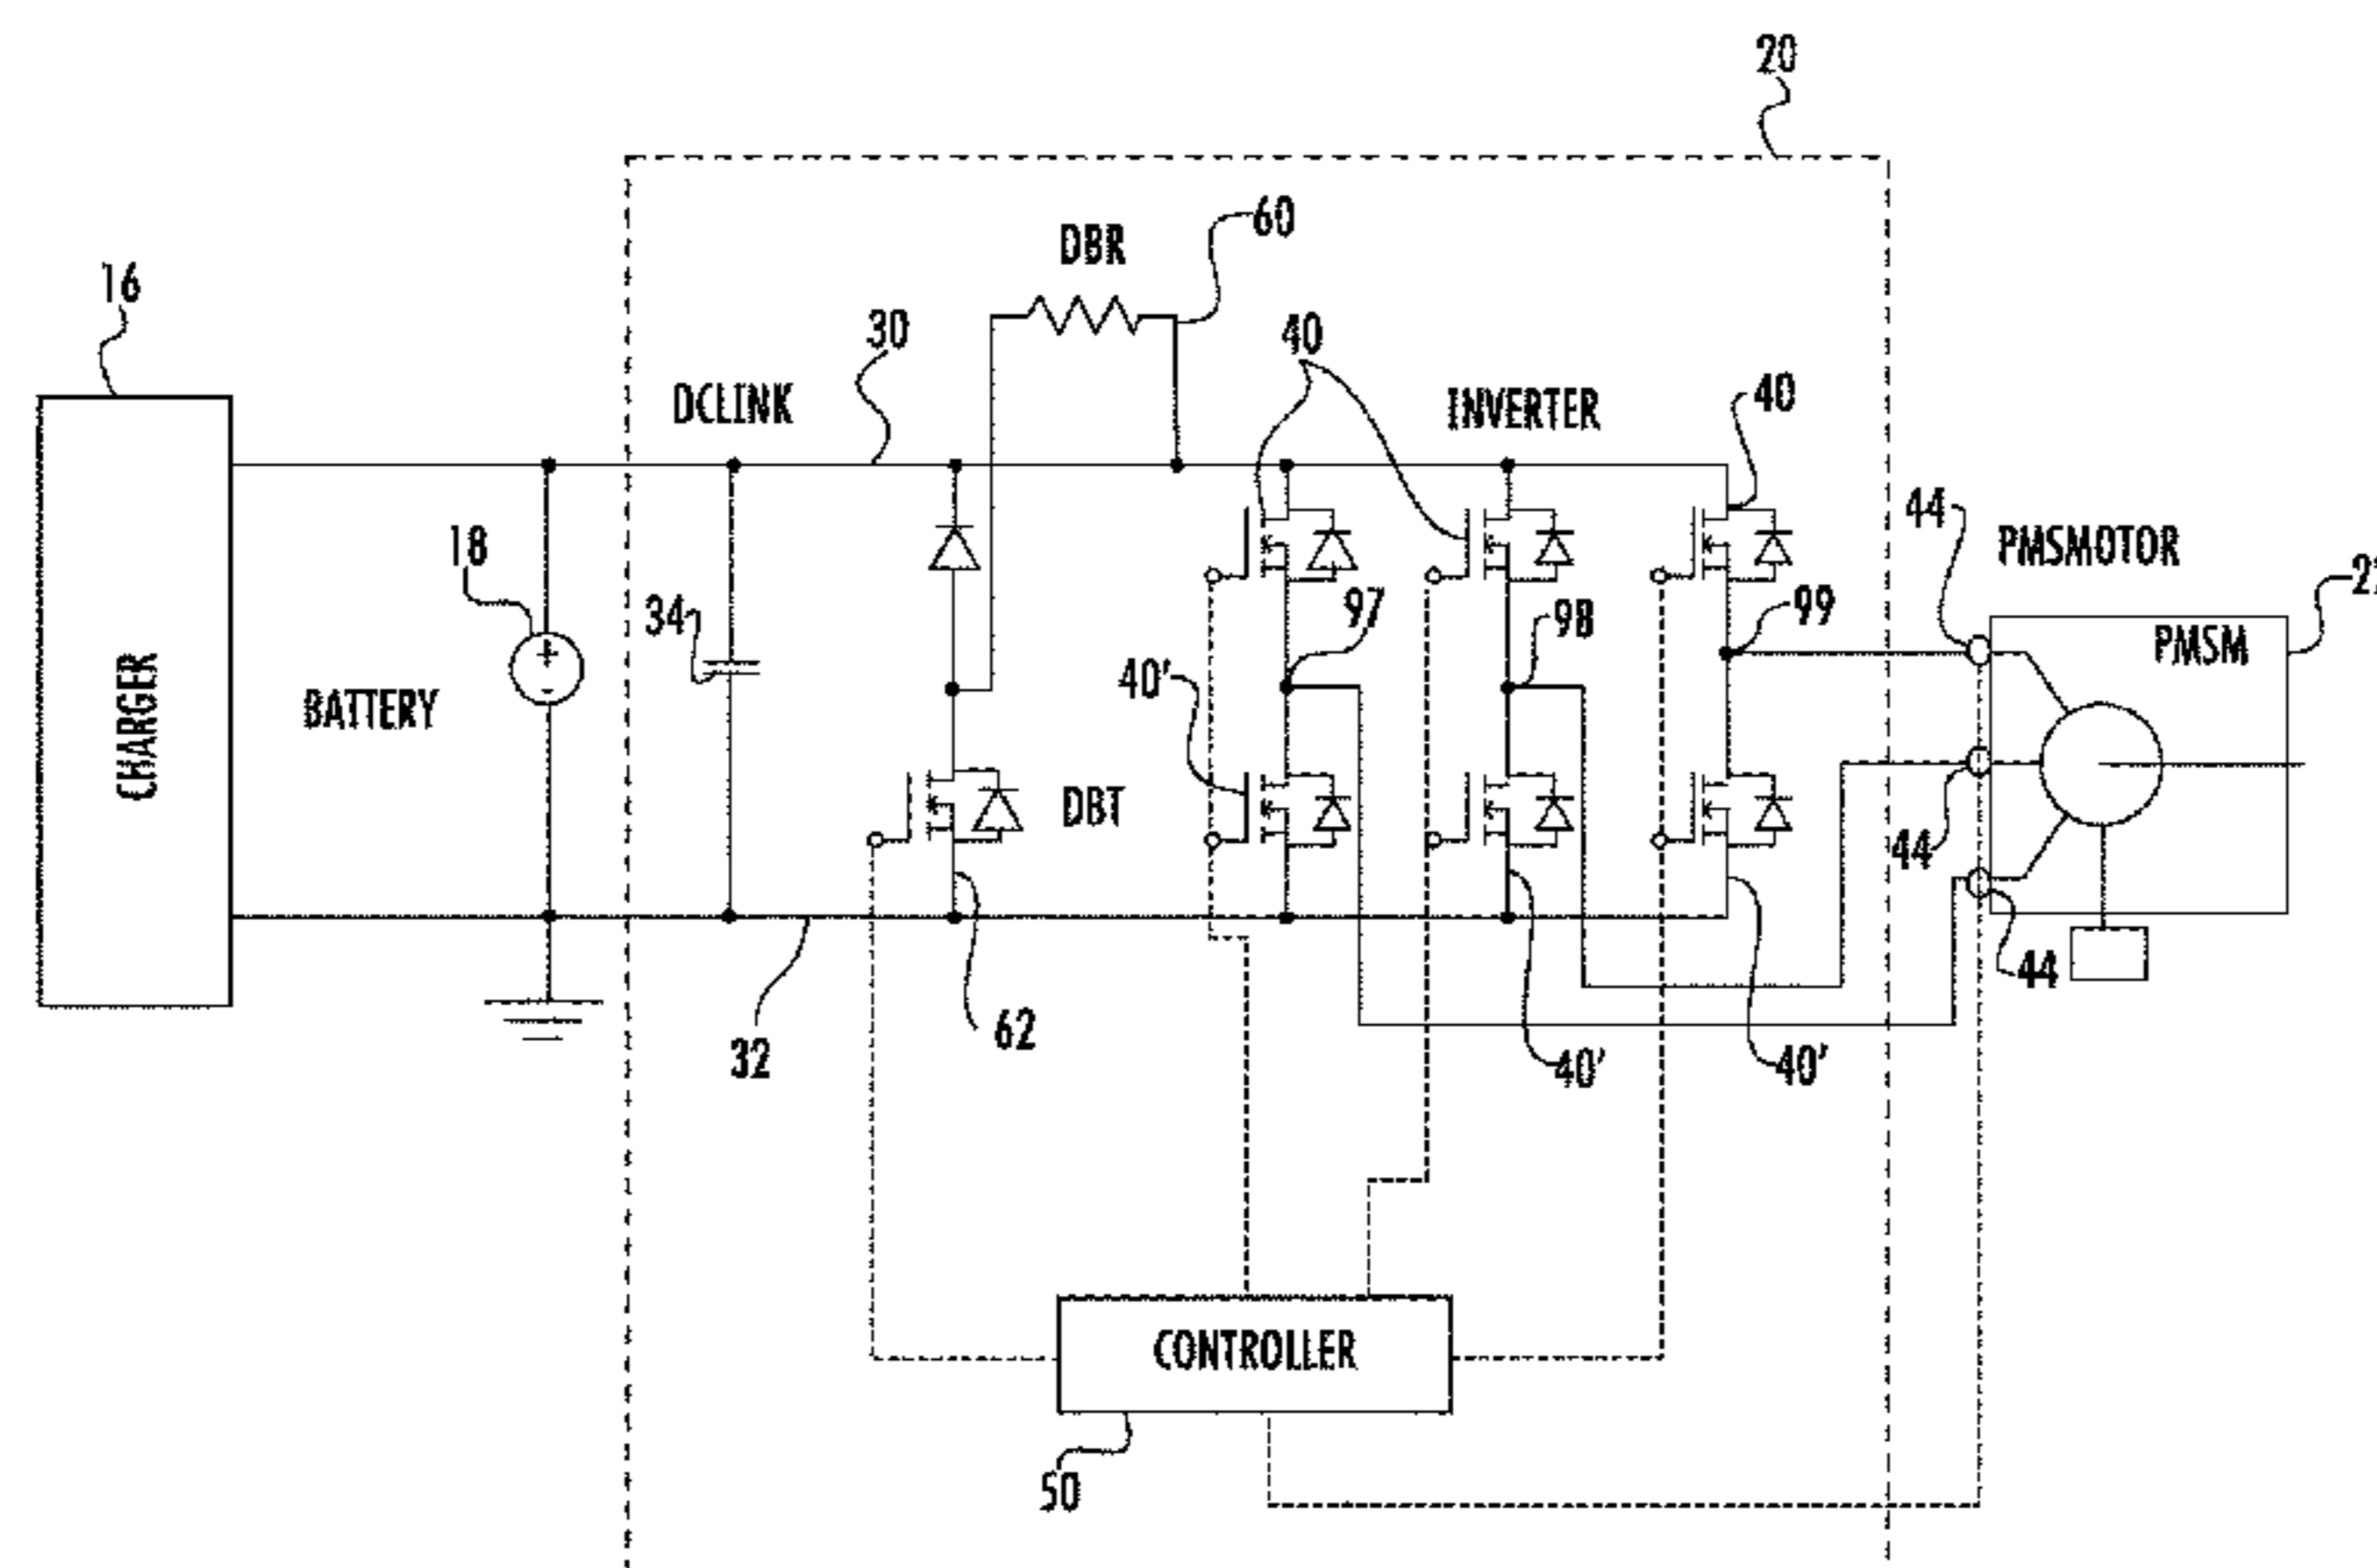 20
60
DBR
16
30
40
DCLINK
INVERTER
40
44
PMSMOTOR
18
34
97
98
99
PMSM
CHARGER
BATTERY
40'
+
-
DBT
44
44
62
32
40'
40'
CONTROLLER
50